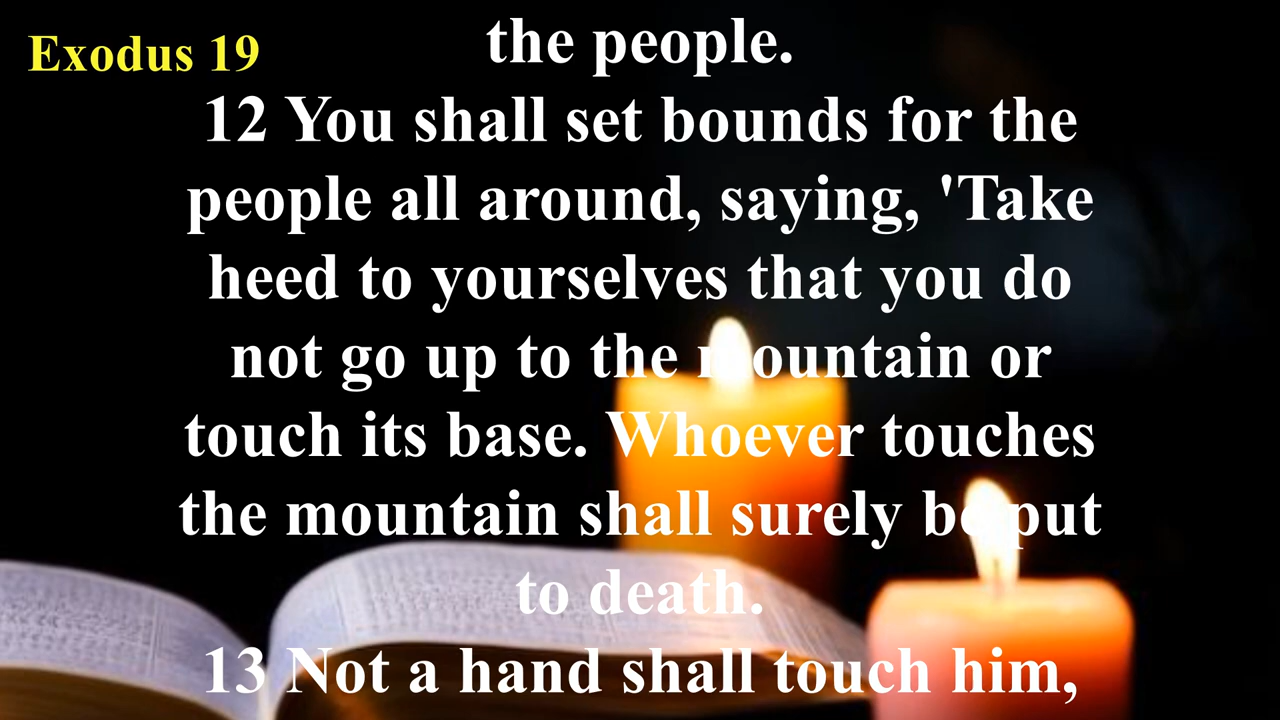 Exodus 19
the people.
12 You shall set bounds for the
people all around, saying, 'Take
heed to yourselves that you do
not go up to the mountain or
touch its base. Whoever touches
the mountain shall surely be put
to death.
13 Not a hand shall touch him,